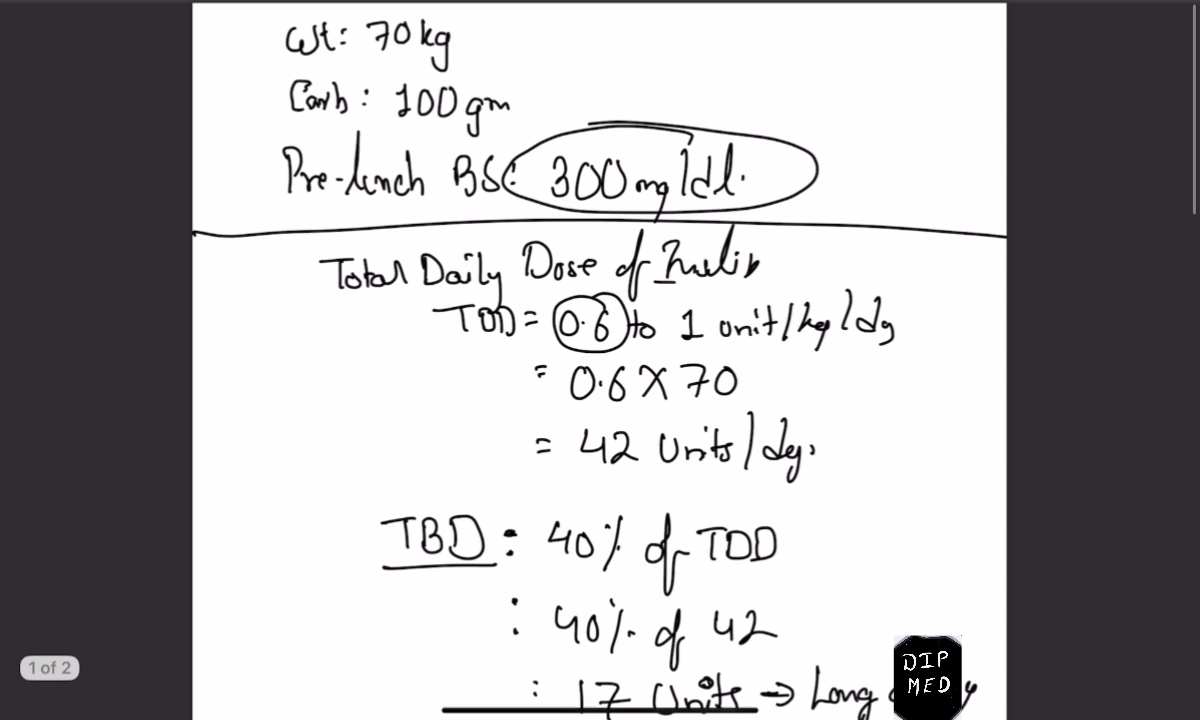 Wt: 70 kg
Carb: 100 gm
Pre-lunch BS: 300 mg/dl.
Total Daily Dose of Insulin
TDD = 0.6 to 1 unit/kg/dy
= 0.6 X 70
= 42 Units/dy.
TBD: 40% of TDD
: 40% of 42
: 17 Units → Long
1 of 2
DIP
MED